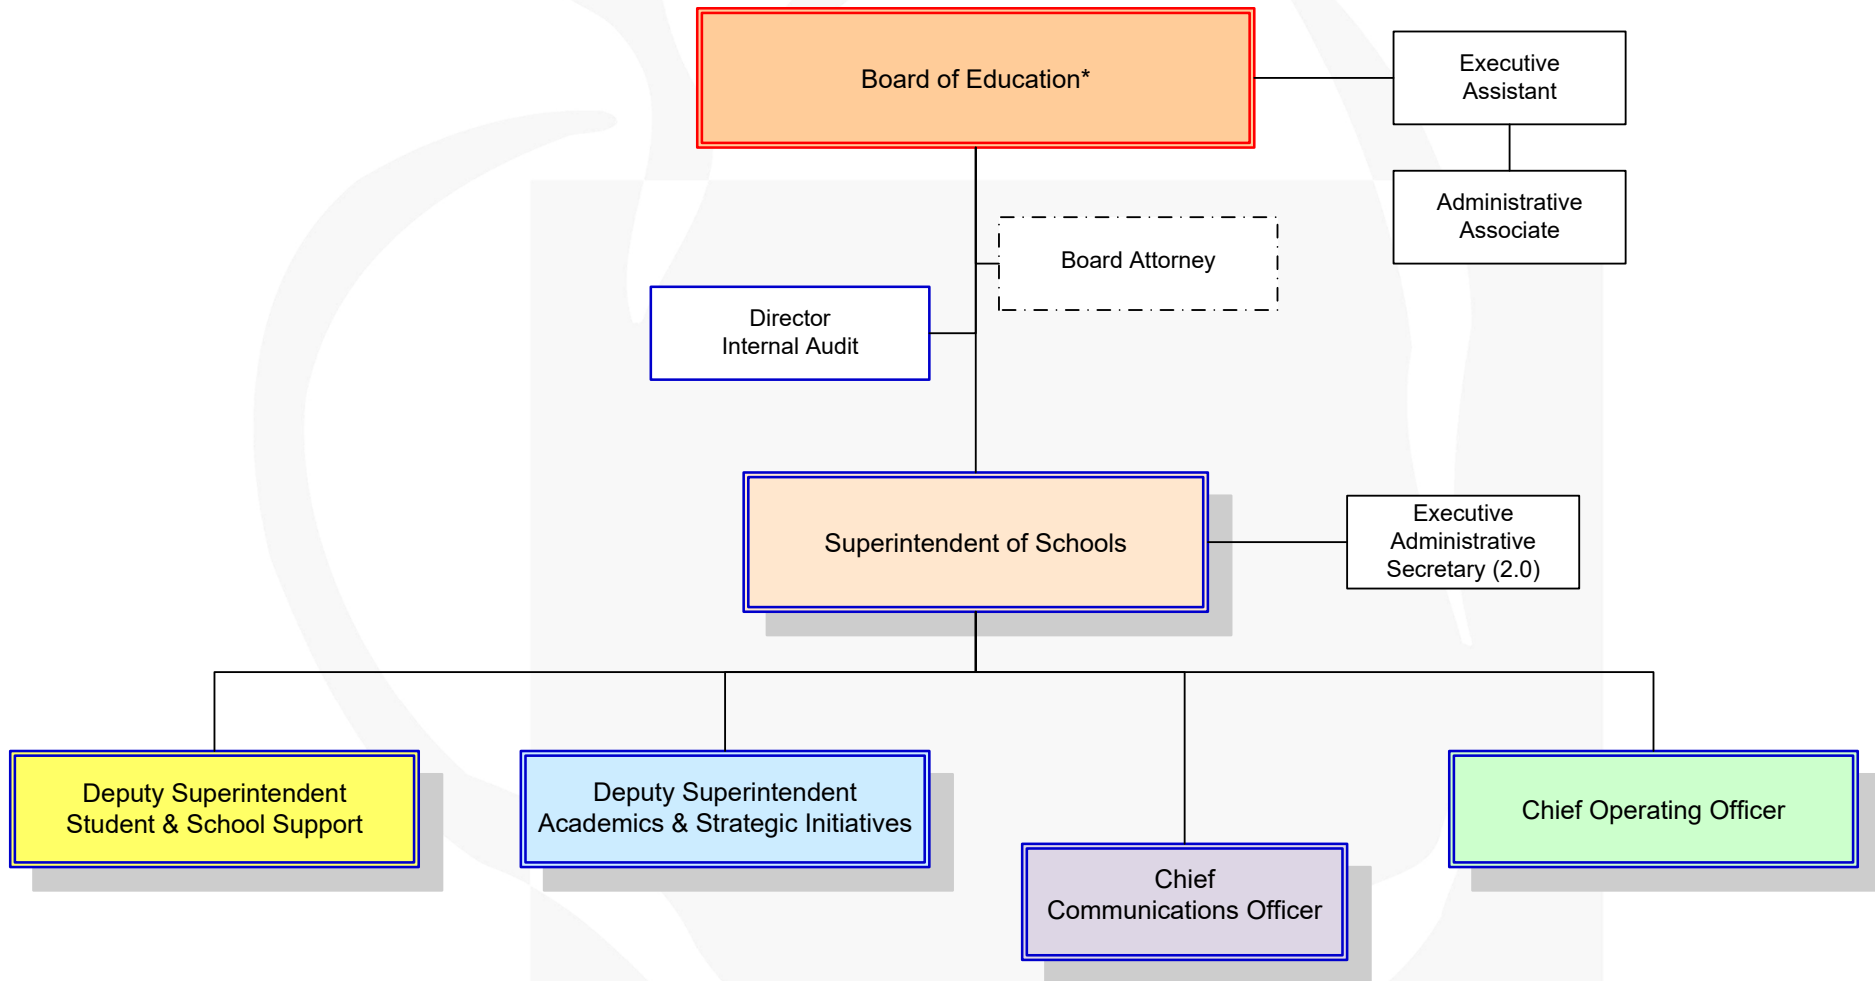 Board of Education*
Executive
Assistant
Administrative
Associate
Board Attorney
Director
Internal Audit
Superintendent of Schools
Executive
Administrative
Secretary (2.0)
Deputy Superintendent
Student & School Support
Deputy Superintendent
Academics & Strategic Initiatives
Chief
Communications Officer
Chief Operating Officer